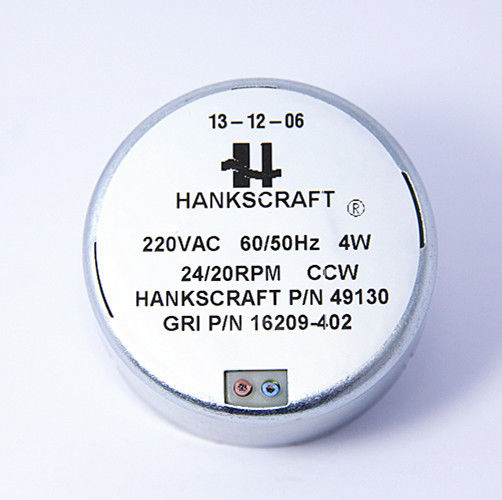 13-12-06
H
HANKSCRAFT ®
220VAC 60/50Hz 4W
24/20RPM CCW
HANKSCRAFT P/N 49130
GRI P/N 16209-402